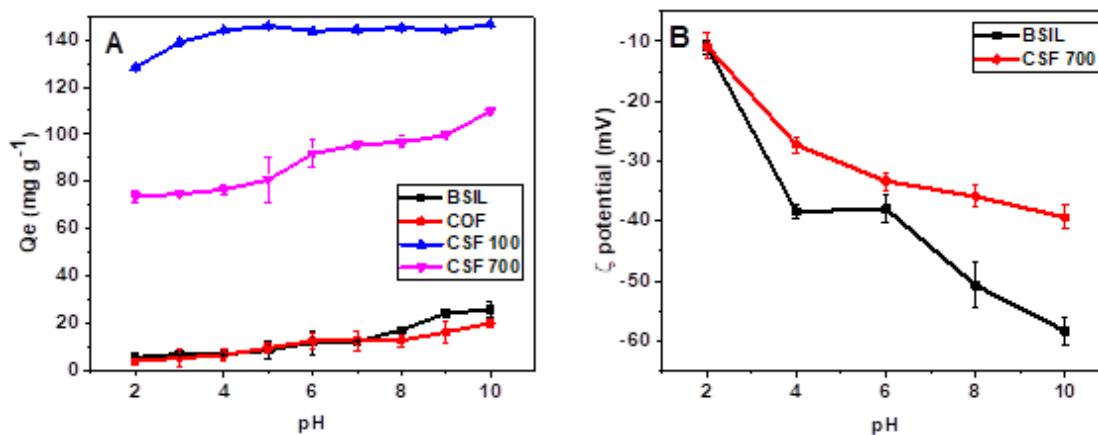 A
140
120
100
80
60
40
20
0
Qe (mg g⁻¹)
BSIL
COF
CSF 100
CSF 700
2 4 6 8 10
pH
B
-10
-20
-30
-40
-50
-60
ζ potential (mV)
BSIL
CSF 700
2 4 6 8 10
pH